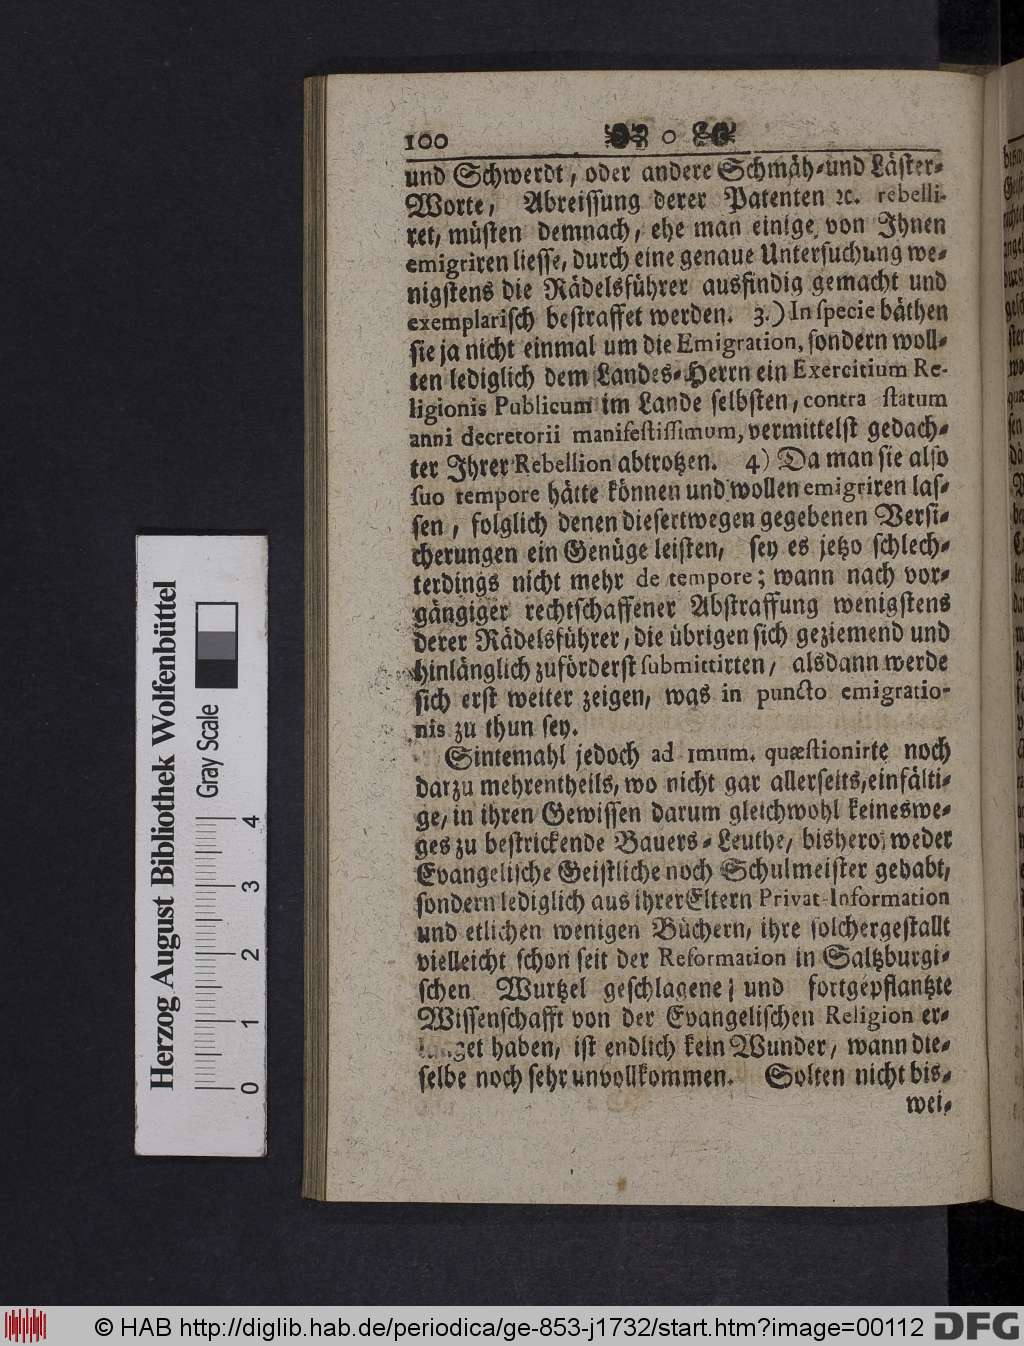 100 o
und Schwerdt, oder andere Schmäh-und Läster-
Worte, Abreissung derer Patenten ꝛc. rebelli-
ret, müsten demnach, ehe man einige von Ihnen
emigriren liesse, durch eine genaue Untersuchung we-
nigstens die Rädelsführer ausfindig gemacht und
exemplarisch bestraffet werden. 3.) In specie bäthen
sie ja nicht einmal um die Emigration, sondern woll-
ten lediglich dem Landes-Herrn ein Exercitium Re-
ligionis Publicum im Lande selbsten, contra statum
anni decretorii manifestissimum, vermittelst gedach-
ter Ihrer Rebellion abtrotzen. 4) Da man sie also
suo tempore hätte können und wollen emigriren las-
sen, folglich denen diesertwegen gegebenen Versi-
cherungen ein Genüge leisten, sey es jetzo schlech-
terdings nicht mehr de tempore; wann nach vor-
gängiger rechtschaffener Abstraffung wenigstens
derer Rädelsführer, die übrigen sich geziemend und
hinlänglich zuförderst submittirten, alsdann werde
sich erst weiter zeigen, was in puncto emigratio-
nis zu thun sey.
Sintemahl jedoch ad 1mum. quæstionirte noch
darzu mehrentheils, wo nicht gar allerseits, einfälti-
ge, in ihren Gewissen darum gleichwohl keineswe-
ges zu bestrickende Bauers-Leuthe, bishero weder
Evangelische Geistliche noch Schulmeister gehabt,
sondern lediglich aus ihrer Eltern Privat-Information
und etlichen wenigen Büchern, ihre solchergestallt
vielleicht schon seit der Reformation in Saltzburgi-
schen Wurtzel geschlagene; und fortgepflantzte
Wissenschafft von der Evangelischen Religion er-
langet haben, ist endlich kein Wunder, wann die-
selbe noch sehr unvollkommen. Solten nicht bis-
wei-
Herzog August Bibliothek Wolfenbüttel
Gray Scale
0 1 2 3 4
© HAB http://diglib.hab.de/periodica/ge-853-j1732/start.htm?image=00112
DFG